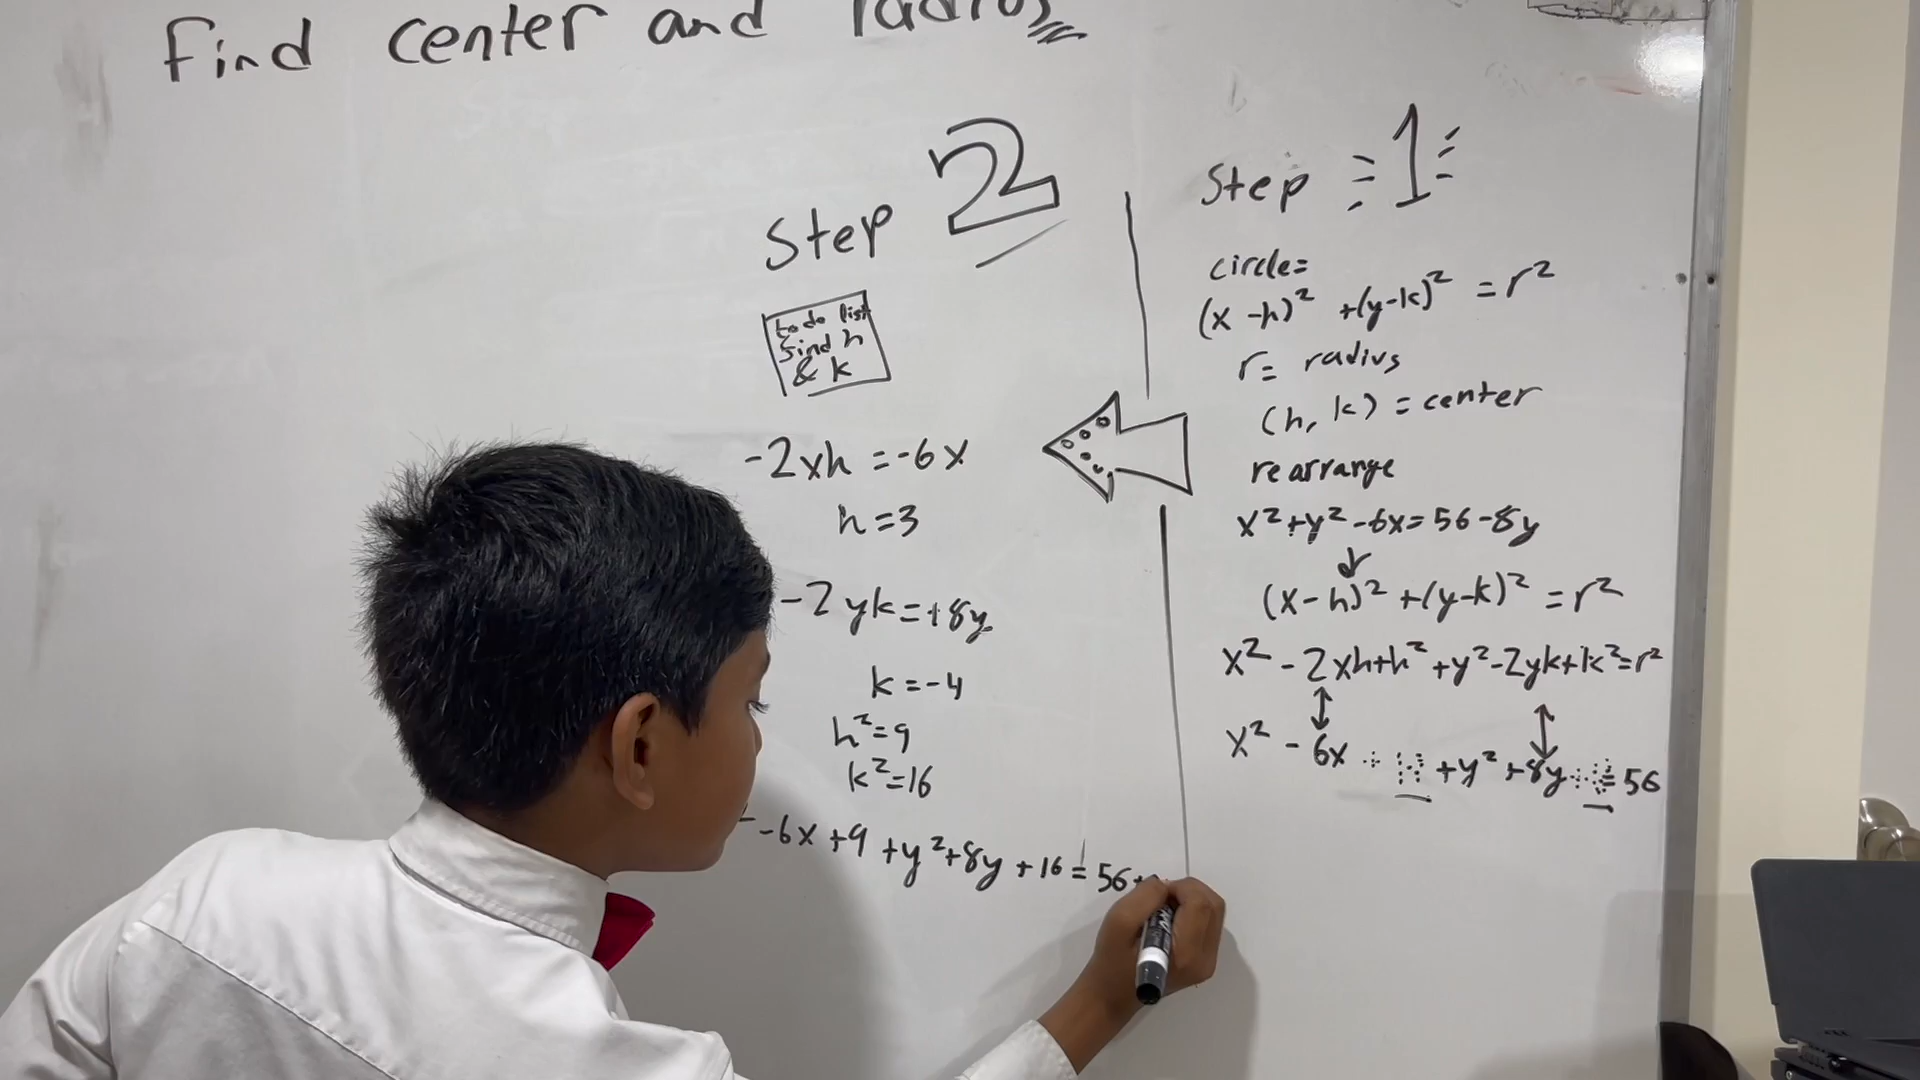 Find center and radius
Step 1
circle=
(x-h)² +(y-k)² = r²
r= radius
(h, k) = center
rearrange
x²+y²-6x=56-8y
(x-h)² +(y-k)² = r²
x² -2xh+h² +y²-2yk+k²=r²
x² - 6x + +y² +8y + = 56
Step 2
to do list
find h
& k
-2xh = -6x
h = 3
-2yk=+8y
k = -4
h²=9
k²=16
-6x +9 +y²+8y +16 = 56+